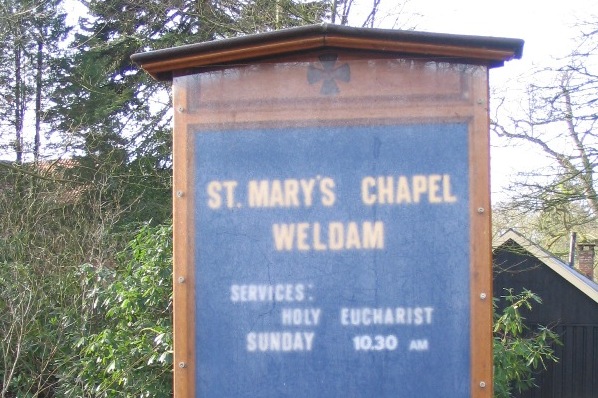 ST. MARY'S CHAPEL
WELDAM
SERVICES:
HOLY EUCHARIST
SUNDAY 10.30 AM